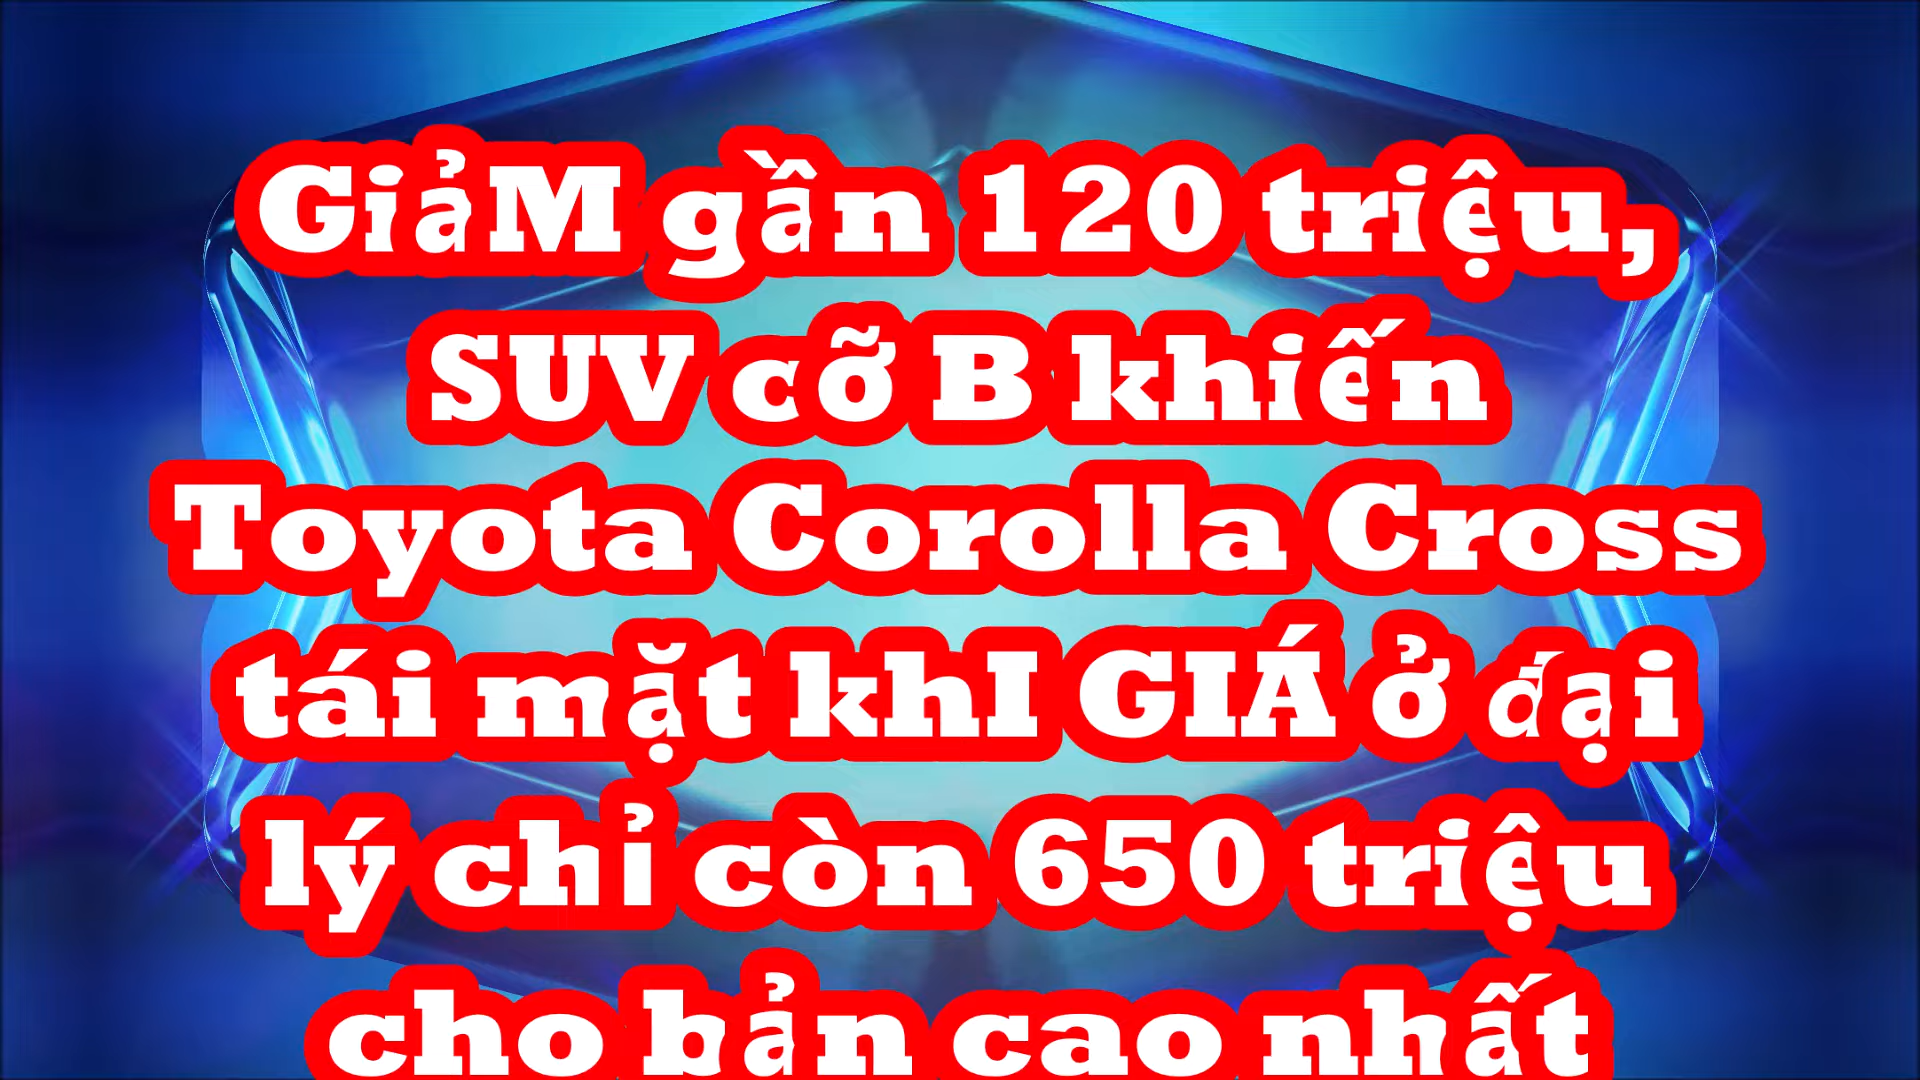 GiảM gần 120 triệu,
SUV cỡ B khiến
Toyota Corolla Cross
tái mặt khI GIÁ ở đại
lý chỉ còn 650 triệu
cho bản cao nhất